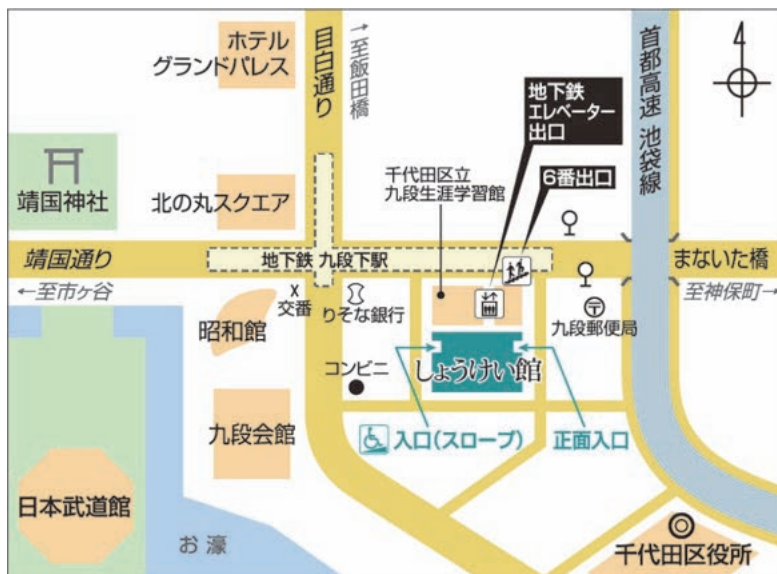 ホテル
グランドパレス
目白通り
→至飯田橋
首都高速 池袋線
4
地下鉄
エレベーター
出口
6番出口
千代田区立
九段生涯学習館
靖国神社
北の丸スクエア
靖国通り
地下鉄 九段下駅
まないた橋
←至市ヶ谷
至神保町→
交番
りそな銀行
九段郵便局
昭和館
コンビニ
しょうけい館
入口(スロープ)
正面入口
九段会館
日本武道館
お濠
千代田区役所